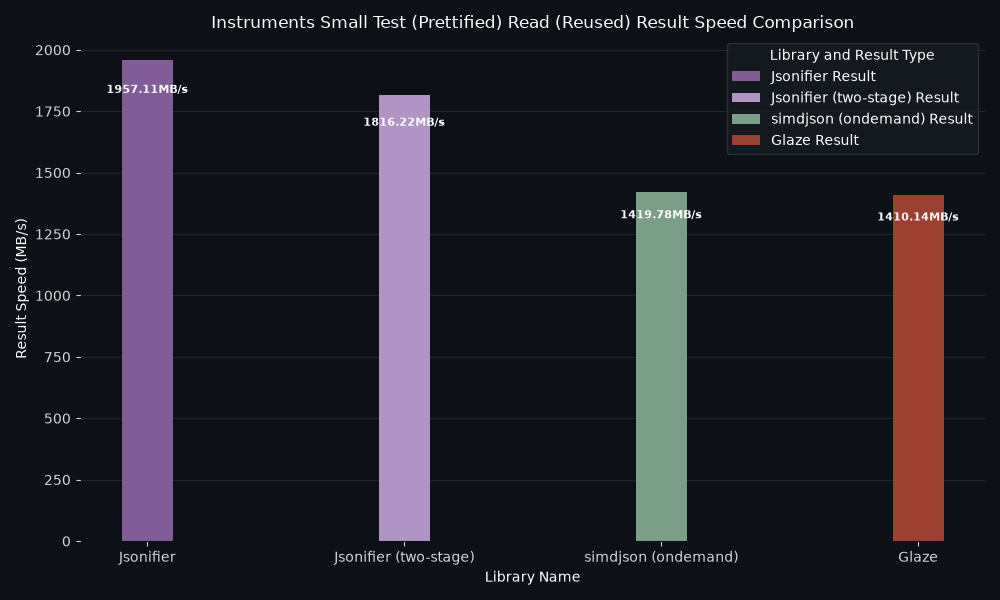 Instruments Small Test (Prettified) Read (Reused) Result Speed Comparison
Library and Result Type
Jsonifier Result
Jsonifier (two-stage) Result
simdjson (ondemand) Result
Glaze Result
Result Speed (MB/s)
2000
1750
1500
1250
1000
750
500
250
0
1957.11MB/s
1816.22MB/s
1419.78MB/s
1410.14MB/s
Jsonifier
Jsonifier (two-stage)
simdjson (ondemand)
Glaze
Library Name